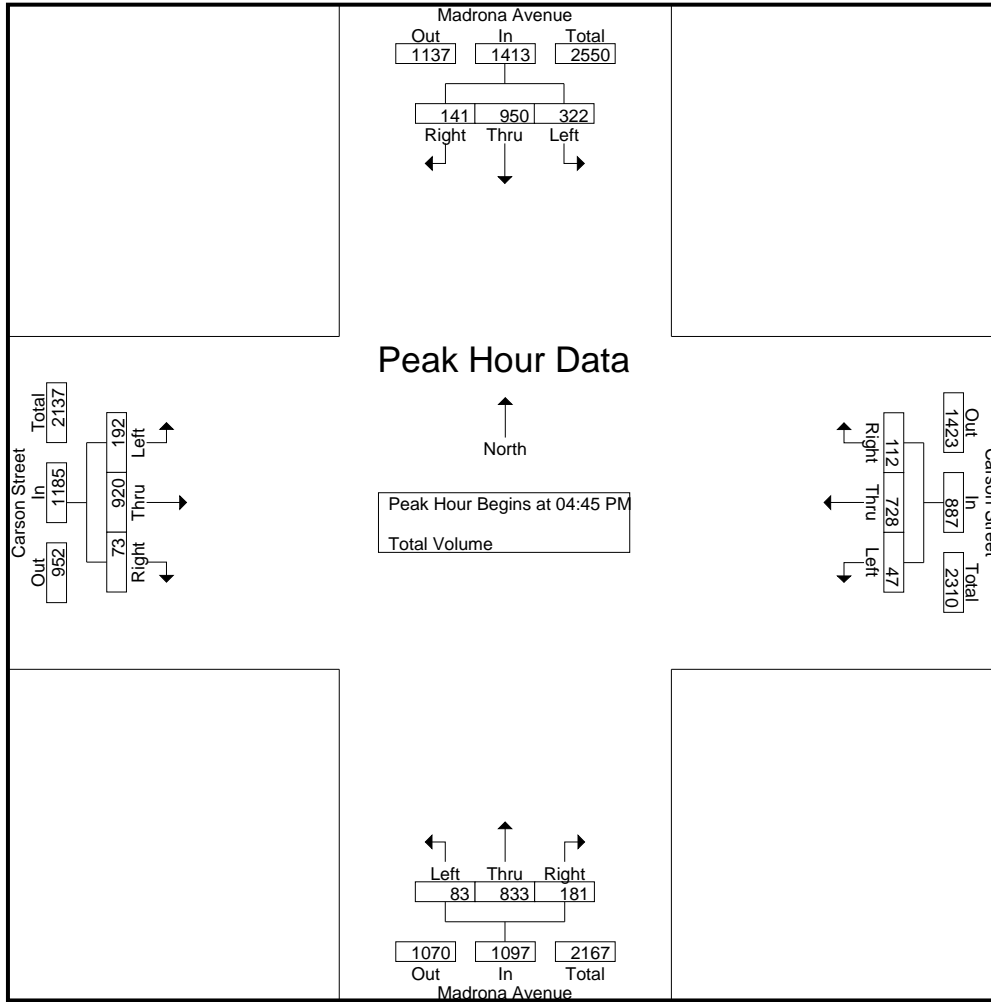 Madrona Avenue
Out In Total
1137 1413 2550
141 950 322
Right Thru Left
Peak Hour Data
North
Peak Hour Begins at 04:45 PM
Total Volume
Carson Street
Out In Total
952 1185 2137
73 920 192
Right Thru Left
Carson Street
Out In Total
1423 887 2310
112 728 47
Right Thru Left
Left Thru Right
83 833 181
1070 1097 2167
Out In Total
Madrona Avenue